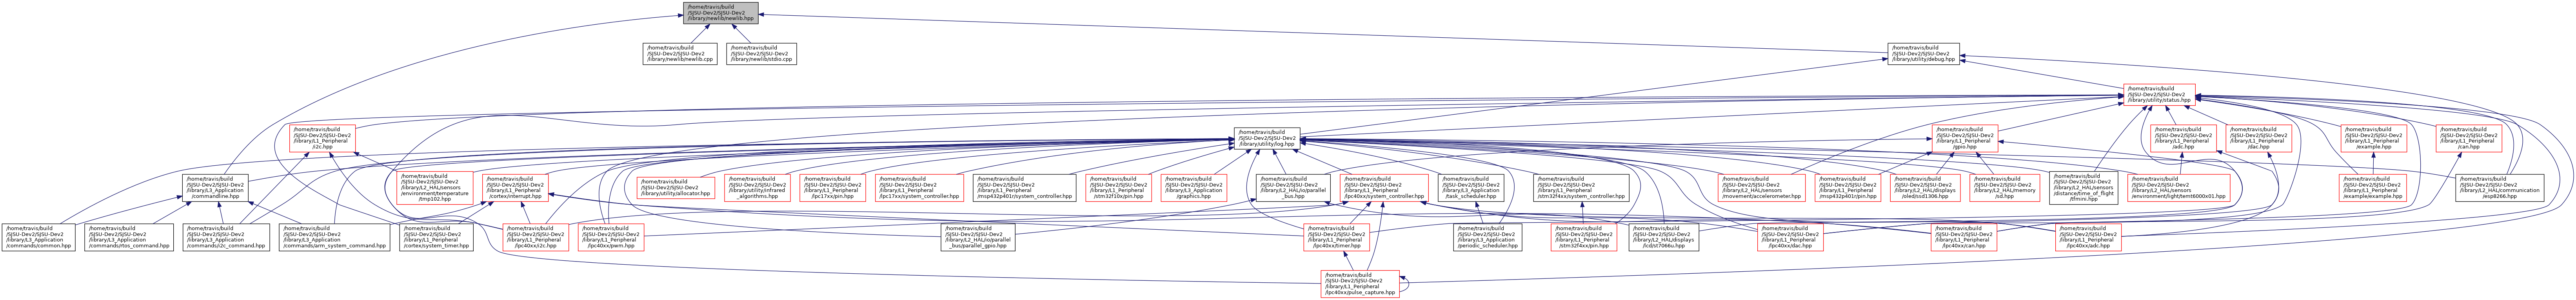 /home/travis/build
/SJSU-Dev2/SJSU-Dev2
/library/newlib/newlib.hpp
/home/travis/build
/SJSU-Dev2/SJSU-Dev2
/library/newlib/newlib.cpp
/home/travis/build
/SJSU-Dev2/SJSU-Dev2
/library/newlib/stdio.cpp
/home/travis/build
/SJSU-Dev2/SJSU-Dev2
/library/utility/debug.hpp
/home/travis/build
/SJSU-Dev2/SJSU-Dev2
/library/utility/status.hpp
/home/travis/build
/SJSU-Dev2/SJSU-Dev2
/library/L1_Peripheral
/i2c.hpp
/home/travis/build
/SJSU-Dev2/SJSU-Dev2
/library/utility/log.hpp
/home/travis/build
/SJSU-Dev2/SJSU-Dev2
/library/L1_Peripheral
/gpio.hpp
/home/travis/build
/SJSU-Dev2/SJSU-Dev2
/library/L1_Peripheral
/adc.hpp
/home/travis/build
/SJSU-Dev2/SJSU-Dev2
/library/L1_Peripheral
/dac.hpp
/home/travis/build
/SJSU-Dev2/SJSU-Dev2
/library/L1_Peripheral
/example.hpp
/home/travis/build
/SJSU-Dev2/SJSU-Dev2
/library/L1_Peripheral
/can.hpp
/home/travis/build
/SJSU-Dev2/SJSU-Dev2
/library/L3_Application
/commandline.hpp
/home/travis/build
/SJSU-Dev2/SJSU-Dev2
/library/L2_HAL/sensors
/environment/temperature
/tmp102.hpp
/home/travis/build
/SJSU-Dev2/SJSU-Dev2
/library/L1_Peripheral
/cortex/interrupt.hpp
/home/travis/build
/SJSU-Dev2/SJSU-Dev2
/library/utility/allocator.hpp
/home/travis/build
/SJSU-Dev2/SJSU-Dev2
/library/utility/infrared
_algorithms.hpp
/home/travis/build
/SJSU-Dev2/SJSU-Dev2
/library/L1_Peripheral
/lpc17xx/pin.hpp
/home/travis/build
/SJSU-Dev2/SJSU-Dev2
/library/L1_Peripheral
/lpc17xx/system_controller.hpp
/home/travis/build
/SJSU-Dev2/SJSU-Dev2
/library/L1_Peripheral
/msp432p401r/system_controller.hpp
/home/travis/build
/SJSU-Dev2/SJSU-Dev2
/library/L1_Peripheral
/stm32f10x/pin.hpp
/home/travis/build
/SJSU-Dev2/SJSU-Dev2
/library/L3_Application
/graphics.hpp
/home/travis/build
/SJSU-Dev2/SJSU-Dev2
/library/L2_HAL/io/parallel
_bus.hpp
/home/travis/build
/SJSU-Dev2/SJSU-Dev2
/library/L1_Peripheral
/lpc40xx/system_controller.hpp
/home/travis/build
/SJSU-Dev2/SJSU-Dev2
/library/L3_Application
/task_scheduler.hpp
/home/travis/build
/SJSU-Dev2/SJSU-Dev2
/library/L1_Peripheral
/stm32f4xx/system_controller.hpp
/home/travis/build
/SJSU-Dev2/SJSU-Dev2
/library/L2_HAL/sensors
/movement/accelerometer.hpp
/home/travis/build
/SJSU-Dev2/SJSU-Dev2
/library/L1_Peripheral
/msp432p401r/pin.hpp
/home/travis/build
/SJSU-Dev2/SJSU-Dev2
/library/L2_HAL/displays
/oled/ssd1306.hpp
/home/travis/build
/SJSU-Dev2/SJSU-Dev2
/library/L2_HAL/memory
/sd.hpp
/home/travis/build
/SJSU-Dev2/SJSU-Dev2
/library/L2_HAL/sensors
/distance/time_of_flight
/tfmini.hpp
/home/travis/build
/SJSU-Dev2/SJSU-Dev2
/library/L2_HAL/sensors
/environment/light/temt6000x01.hpp
/home/travis/build
/SJSU-Dev2/SJSU-Dev2
/library/L1_Peripheral
/example/example.hpp
/home/travis/build
/SJSU-Dev2/SJSU-Dev2
/library/L2_HAL/communication
/esp8266.hpp
/home/travis/build
/SJSU-Dev2/SJSU-Dev2
/library/L3_Application
/commands/common.hpp
/home/travis/build
/SJSU-Dev2/SJSU-Dev2
/library/L3_Application
/commands/rtos_command.hpp
/home/travis/build
/SJSU-Dev2/SJSU-Dev2
/library/L3_Application
/commands/i2c_command.hpp
/home/travis/build
/SJSU-Dev2/SJSU-Dev2
/library/L3_Application
/commands/arm_system_command.hpp
/home/travis/build
/SJSU-Dev2/SJSU-Dev2
/library/L1_Peripheral
/cortex/system_timer.hpp
/home/travis/build
/SJSU-Dev2/SJSU-Dev2
/library/L1_Peripheral
/lpc40xx/i2c.hpp
/home/travis/build
/SJSU-Dev2/SJSU-Dev2
/library/L1_Peripheral
/lpc40xx/pwm.hpp
/home/travis/build
/SJSU-Dev2/SJSU-Dev2
/library/L2_HAL/io/parallel
_bus/parallel_gpio.hpp
/home/travis/build
/SJSU-Dev2/SJSU-Dev2
/library/L1_Peripheral
/lpc40xx/timer.hpp
/home/travis/build
/SJSU-Dev2/SJSU-Dev2
/library/L3_Application
/periodic_scheduler.hpp
/home/travis/build
/SJSU-Dev2/SJSU-Dev2
/library/L1_Peripheral
/stm32f4xx/pin.hpp
/home/travis/build
/SJSU-Dev2/SJSU-Dev2
/library/L2_HAL/displays
/lcd/st7066u.hpp
/home/travis/build
/SJSU-Dev2/SJSU-Dev2
/library/L1_Peripheral
/lpc40xx/dac.hpp
/home/travis/build
/SJSU-Dev2/SJSU-Dev2
/library/L1_Peripheral
/lpc40xx/can.hpp
/home/travis/build
/SJSU-Dev2/SJSU-Dev2
/library/L1_Peripheral
/lpc40xx/adc.hpp
/home/travis/build
/SJSU-Dev2/SJSU-Dev2
/library/L1_Peripheral
/lpc40xx/pulse_capture.hpp